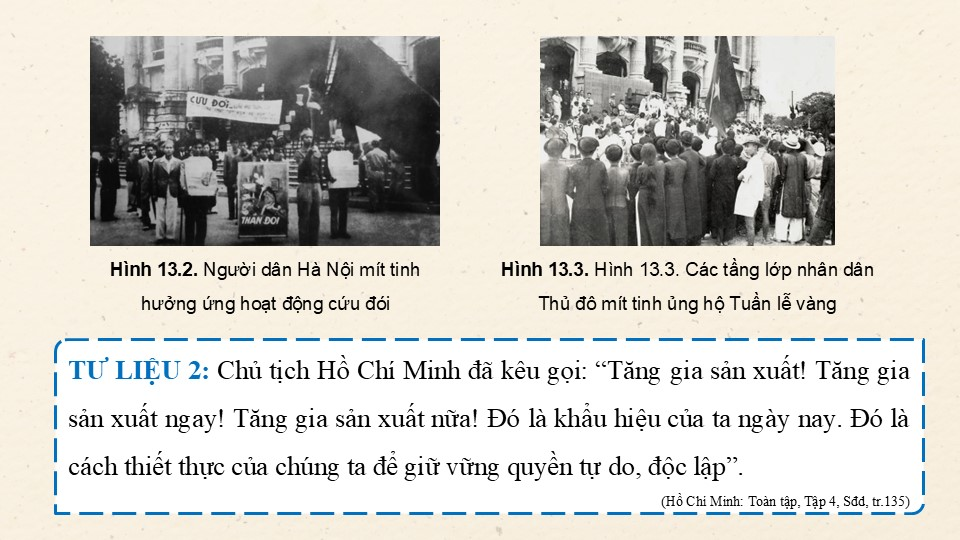 CỨU ĐÓI
THẦN ĐÓI
Hình 13.2. Người dân Hà Nội mít tinh
hưởng ứng hoạt động cứu đói
Hình 13.3. Hình 13.3. Các tầng lớp nhân dân
Thủ đô mít tinh ủng hộ Tuần lễ vàng
TƯ LIỆU 2: Chủ tịch Hồ Chí Minh đã kêu gọi: “Tăng gia sản xuất! Tăng gia
sản xuất ngay! Tăng gia sản xuất nữa! Đó là khẩu hiệu của ta ngày nay. Đó là
cách thiết thực của chúng ta để giữ vững quyền tự do, độc lập”.
(Hồ Chí Minh: Toàn tập, Tập 4, Sđd, tr.135)